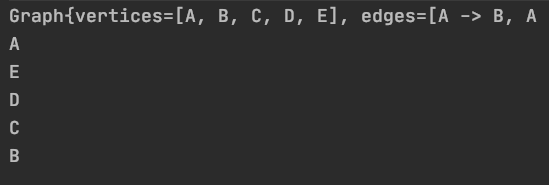 Graph{vertices=[A, B, C, D, E], edges=[A -> B, A
A
E
D
C
B